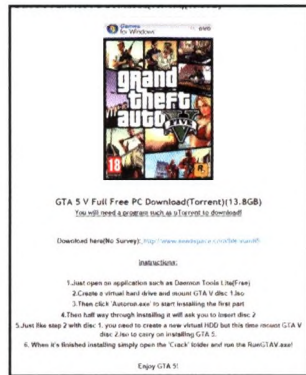 Games
for Windows
DVD
grand
theft
auto
V
FIVE
18
GTA 5 V Full Free PC Download(Torrent)(13.8GB)
You will need a program such as uTorrent to download!
Download here(No Survey):
Instructions:
1.Just open an application such as Daemon Tools Lite(Free)
2.Create a virtual hard drive and mount GTA V disc 1.iso
3.Then click 'Autorun.exe' to start installing the first part
4.Then half way through installing it will ask you to insert disc 2
5.Just like step 2 with disc 1, you need to create a new virtual HDD but this time mount GTA V
disc 2.iso to carry on installing GTA 5.
6. When it's finished installing simply open the 'Crack' folder and run the RunGTAV.exe!
Enjoy GTA 5!